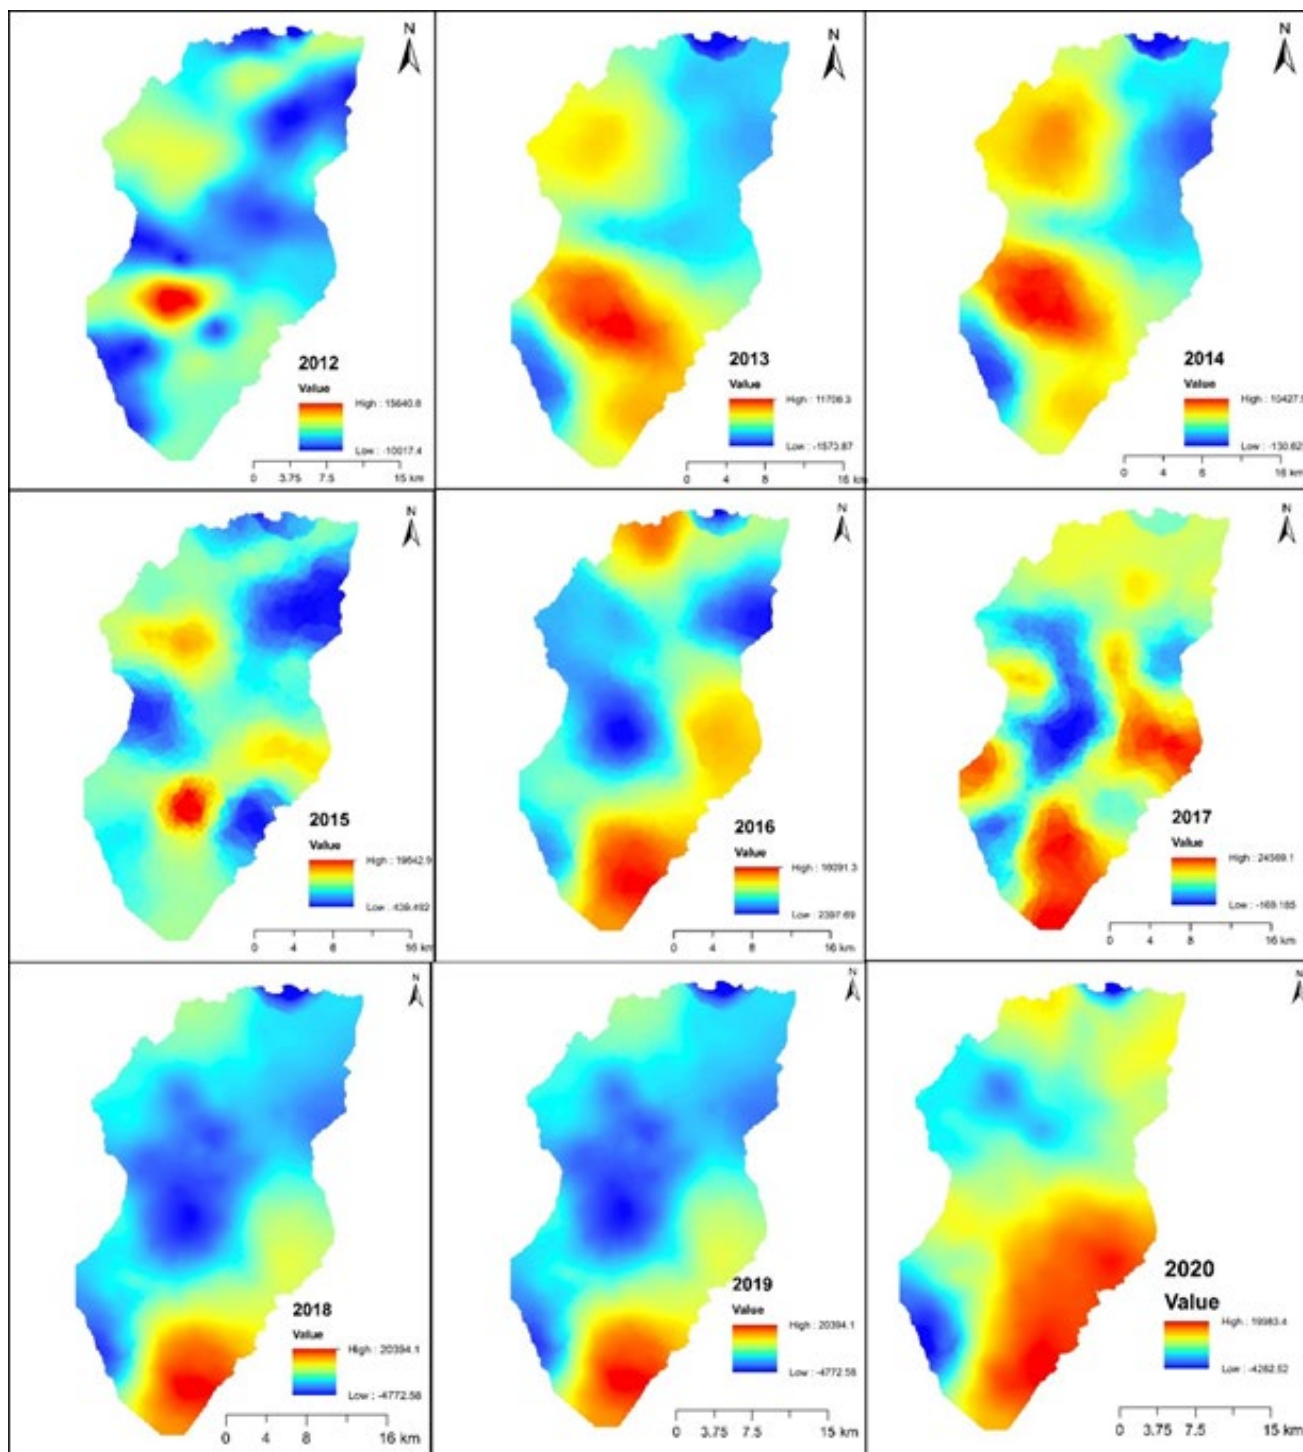 N
2012
Value
High : 15640.8
Low : -10017.4
0 3.75 7.5 15 km
N
2013
Value
High : 11706.3
Low : -1573.87
0 4 8 16 km
N
2014
Value
High : 10427.5
Low : -130.62
0 4 8 16 km
N
2015
Value
High : 19642.9
Low : 439.492
0 4 8 16 km
N
2016
Value
High : 16091.3
Low : 2397.69
0 4 8 16 km
N
2017
Value
High : 24569.1
Low : -169.185
0 4 8 16 km
N
2018
Value
High : 20394.1
Low : -4772.58
0 4 8 16 km
N
2019
Value
High : 20394.1
Low : -4772.58
0 3.75 7.5 15 km
N
2020
Value
High : 19983.4
Low : -4262.52
0 3.75 7.5 15 km